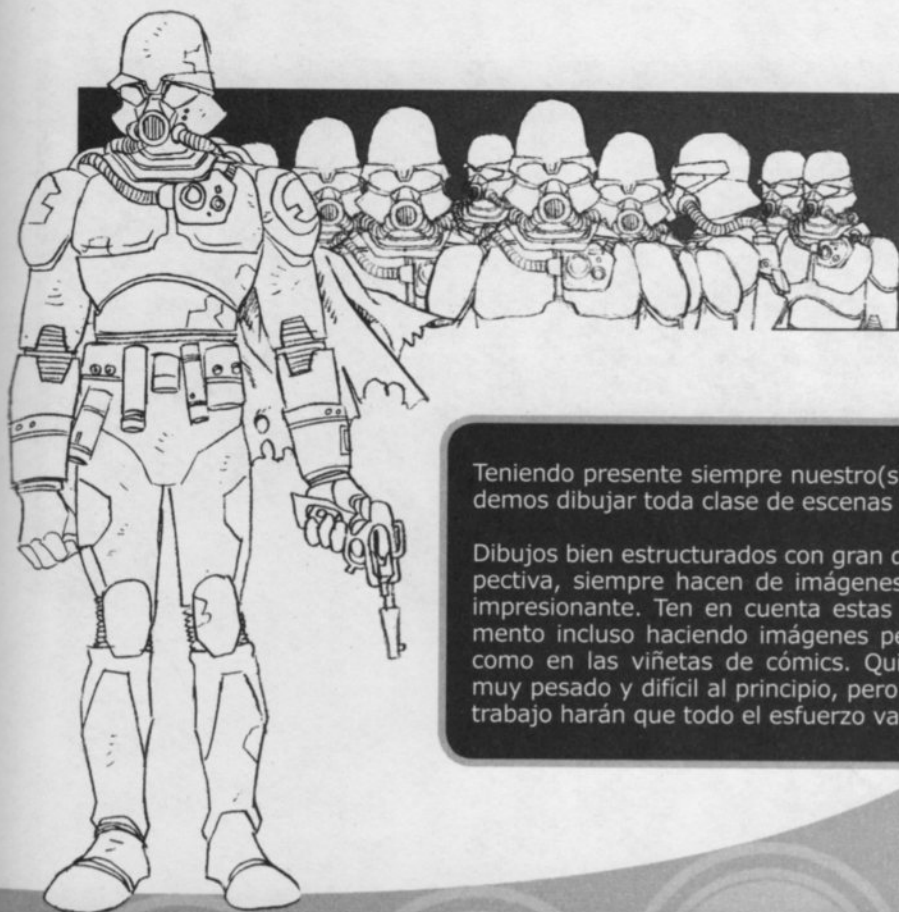 Teniendo presente siempre nuestro(s
demos dibujar toda clase de escenas
Dibujos bien estructurados con gran
pectiva, siempre hacen de imágenes
impresionante. Ten en cuenta estas
mento incluso haciendo imágenes
como en las viñetas de cómics.
muy pesado y difícil al principio, pero
trabajo harán que todo el esfuerzo